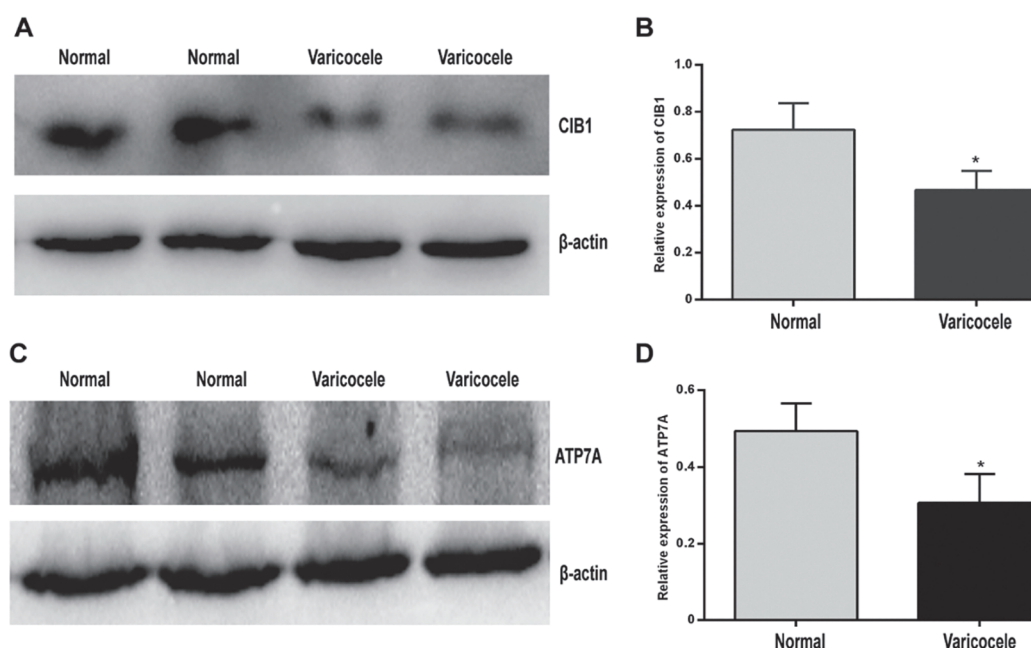 A
Normal Normal Varicocele Varicocele
CIB1
β-actin
B
Relative expression of CIB1
1.0
0.8
0.6
0.4
0.2
0
*
Normal Varicocele
C
Normal Normal Varicocele Varicocele
ATP7A
β-actin
D
Relative expression of ATP7A
0.6
0.4
0.2
0
*
Normal Varicocele